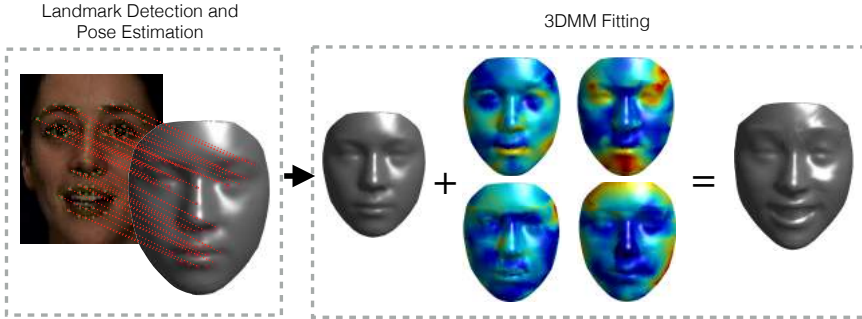 Landmark Detection and
Pose Estimation
3DMM Fitting
+
=